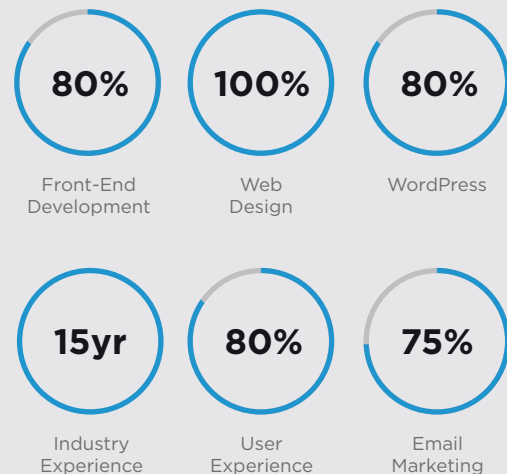 80%
100%
80%
Front-End
Development
Web
Design
WordPress
15yr
80%
75%
Industry
Experience
User
Experience
Email
Marketing